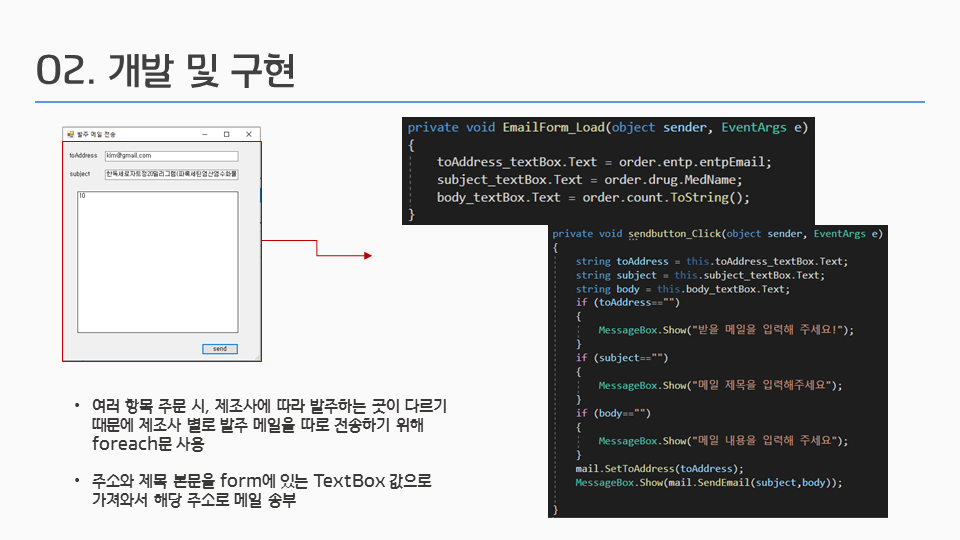 02. 개발 및 구현
발주 메일 전송
toAddress
kim@gmail.com
subject
한독세로자트정20밀리그램(파록세틴염산염수화물
10
send
private void EmailForm_Load(object sender, EventArgs e)
{
toAddress_textBox.Text = order.entp.entpEmail;
subject_textBox.Text = order.drug.MedName;
body_textBox.Text = order.count.ToString();
}
private void sendbutton_Click(object sender, EventArgs e)
{
string toAddress = this.toAddress_textBox.Text;
string subject = this.subject_textBox.Text;
string body = this.body_textBox.Text;
if (toAddress=="")
{
MessageBox.Show("받을 메일을 입력해 주세요!");
}
if (subject=="")
{
MessageBox.Show("메일 제목을 입력해주세요");
}
if (body=="")
{
MessageBox.Show("메일 내용을 입력해 주세요");
}
mail.SetToAddress(toAddress);
MessageBox.Show(mail.SendEmail(subject,body));
}
• 여러 항목 주문 시, 제조사에 따라 발주하는 곳이 다르기
때문에 제조사 별로 발주 메일을 따로 전송하기 위해
foreach문 사용
• 주소와 제목 본문을 form에 있는 TextBox 값으로
가져와서 해당 주소로 메일 송부